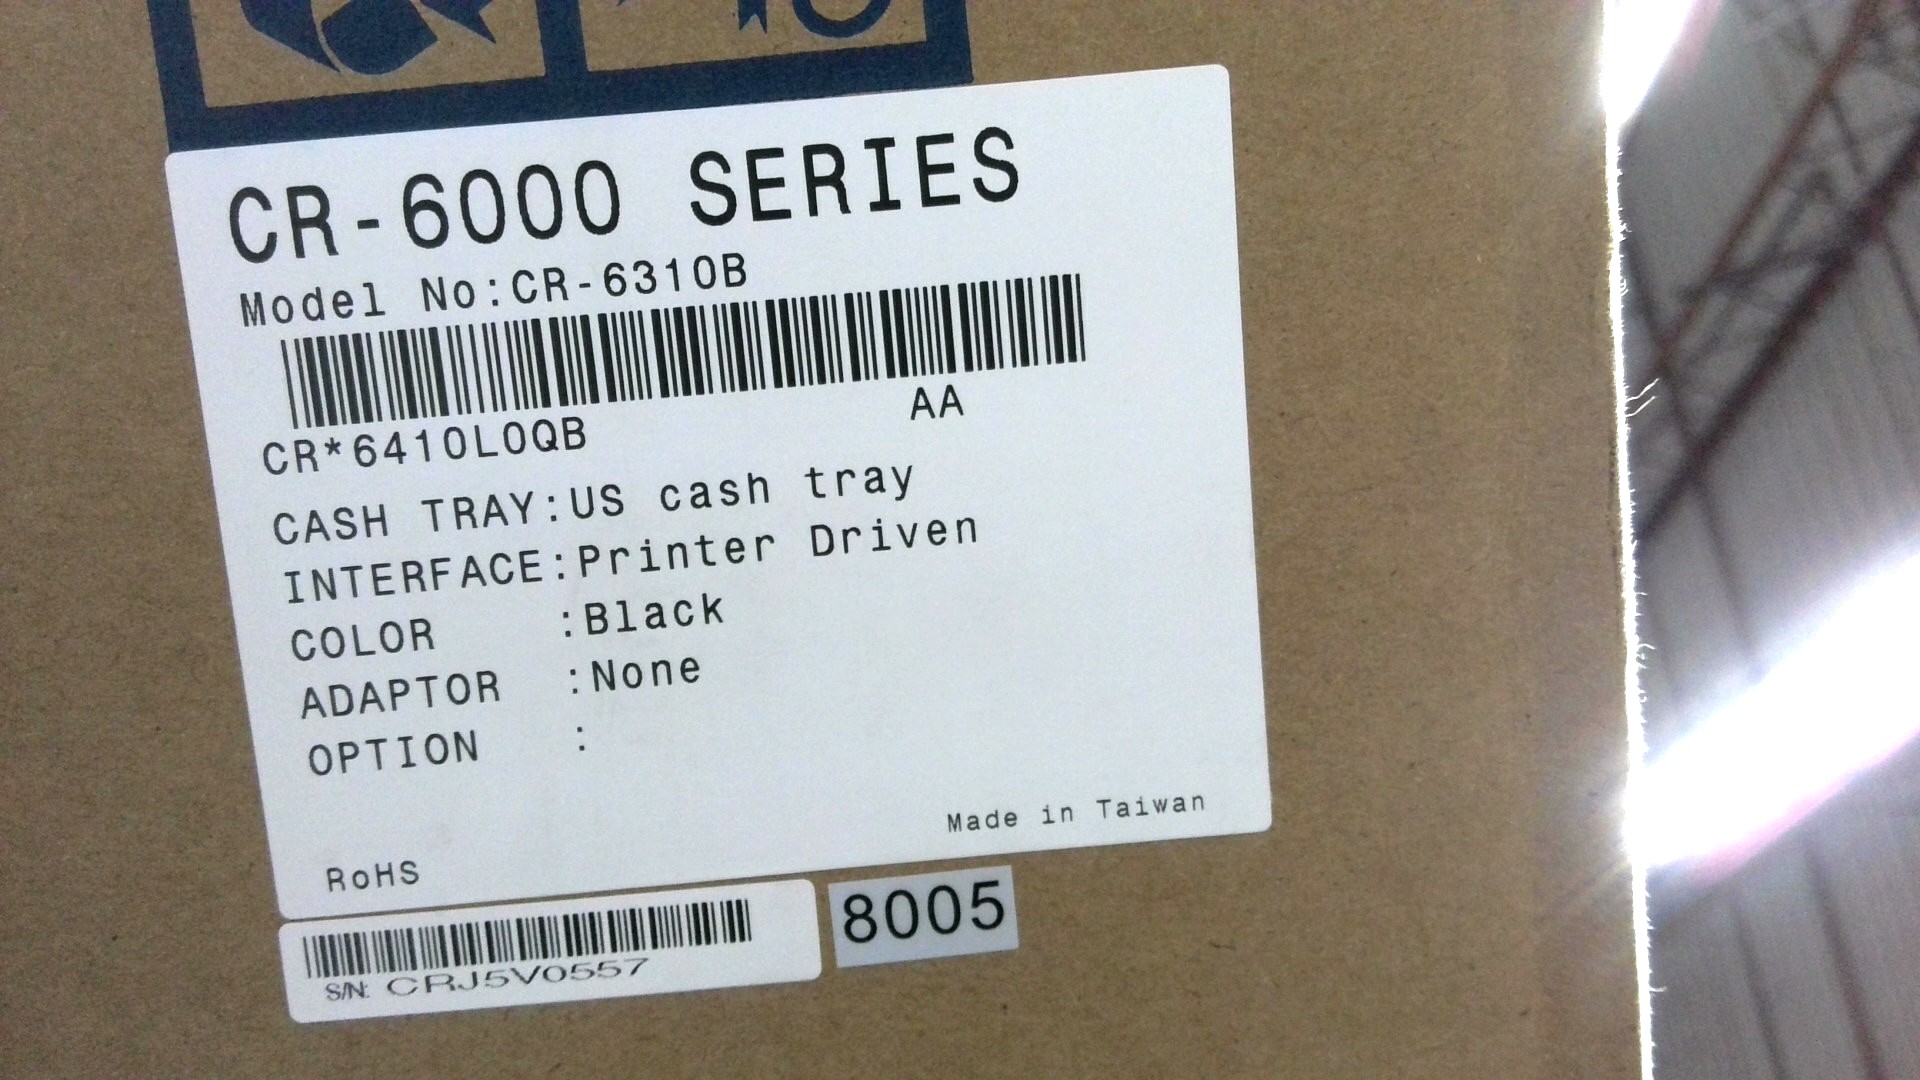 CR-6000 SERIES
Model No:CR-6310B
AA
CR*6410L0QB
CASH TRAY:US cash tray
INTERFACE:Printer Driven
COLOR :Black
ADAPTOR :None
OPTION :
Made in Taiwan
RoHS
8005
S/N: CRJ5V0557